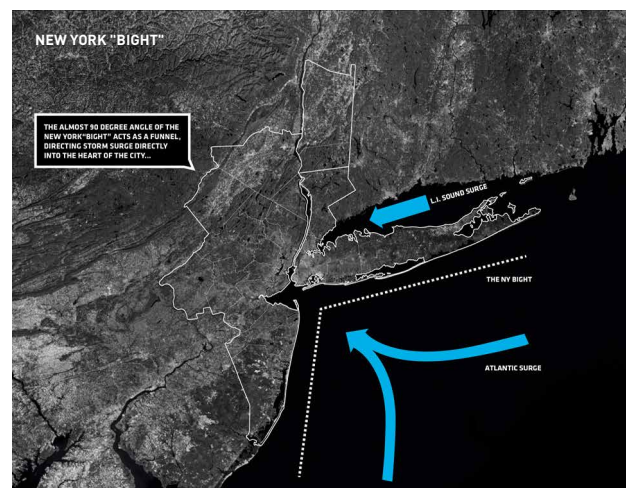 NEW YORK "BIGHT"
THE ALMOST 90 DEGREE ANGLE OF THE
NEW YORK"BIGHT" ACTS AS A FUNNEL,
DIRECTING STORM SURGE DIRECTLY
INTO THE HEART OF THE CITY...
L.I. SOUND SURGE
THE NY BIGHT
ATLANTIC SURGE